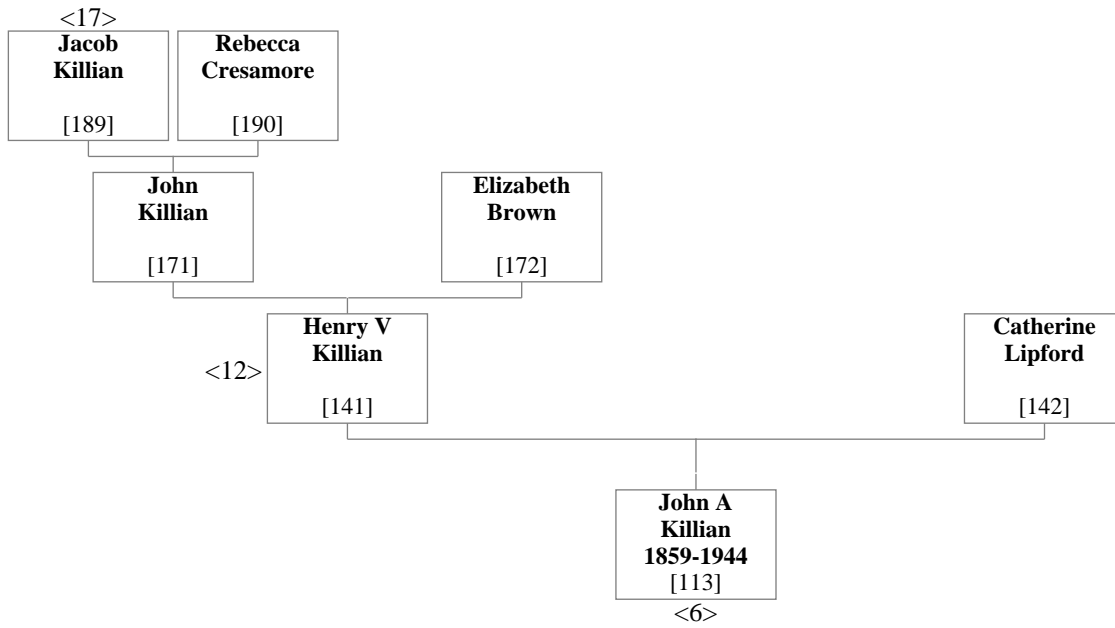 <17>
Jacob
Killian
[189]
Rebecca
Cresamore
[190]
John
Killian
[171]
Elizabeth
Brown
[172]
Henry V
Killian
<12>
[141]
Catherine
Lipford
[142]
John A
Killian
1859-1944
[113]
<6>